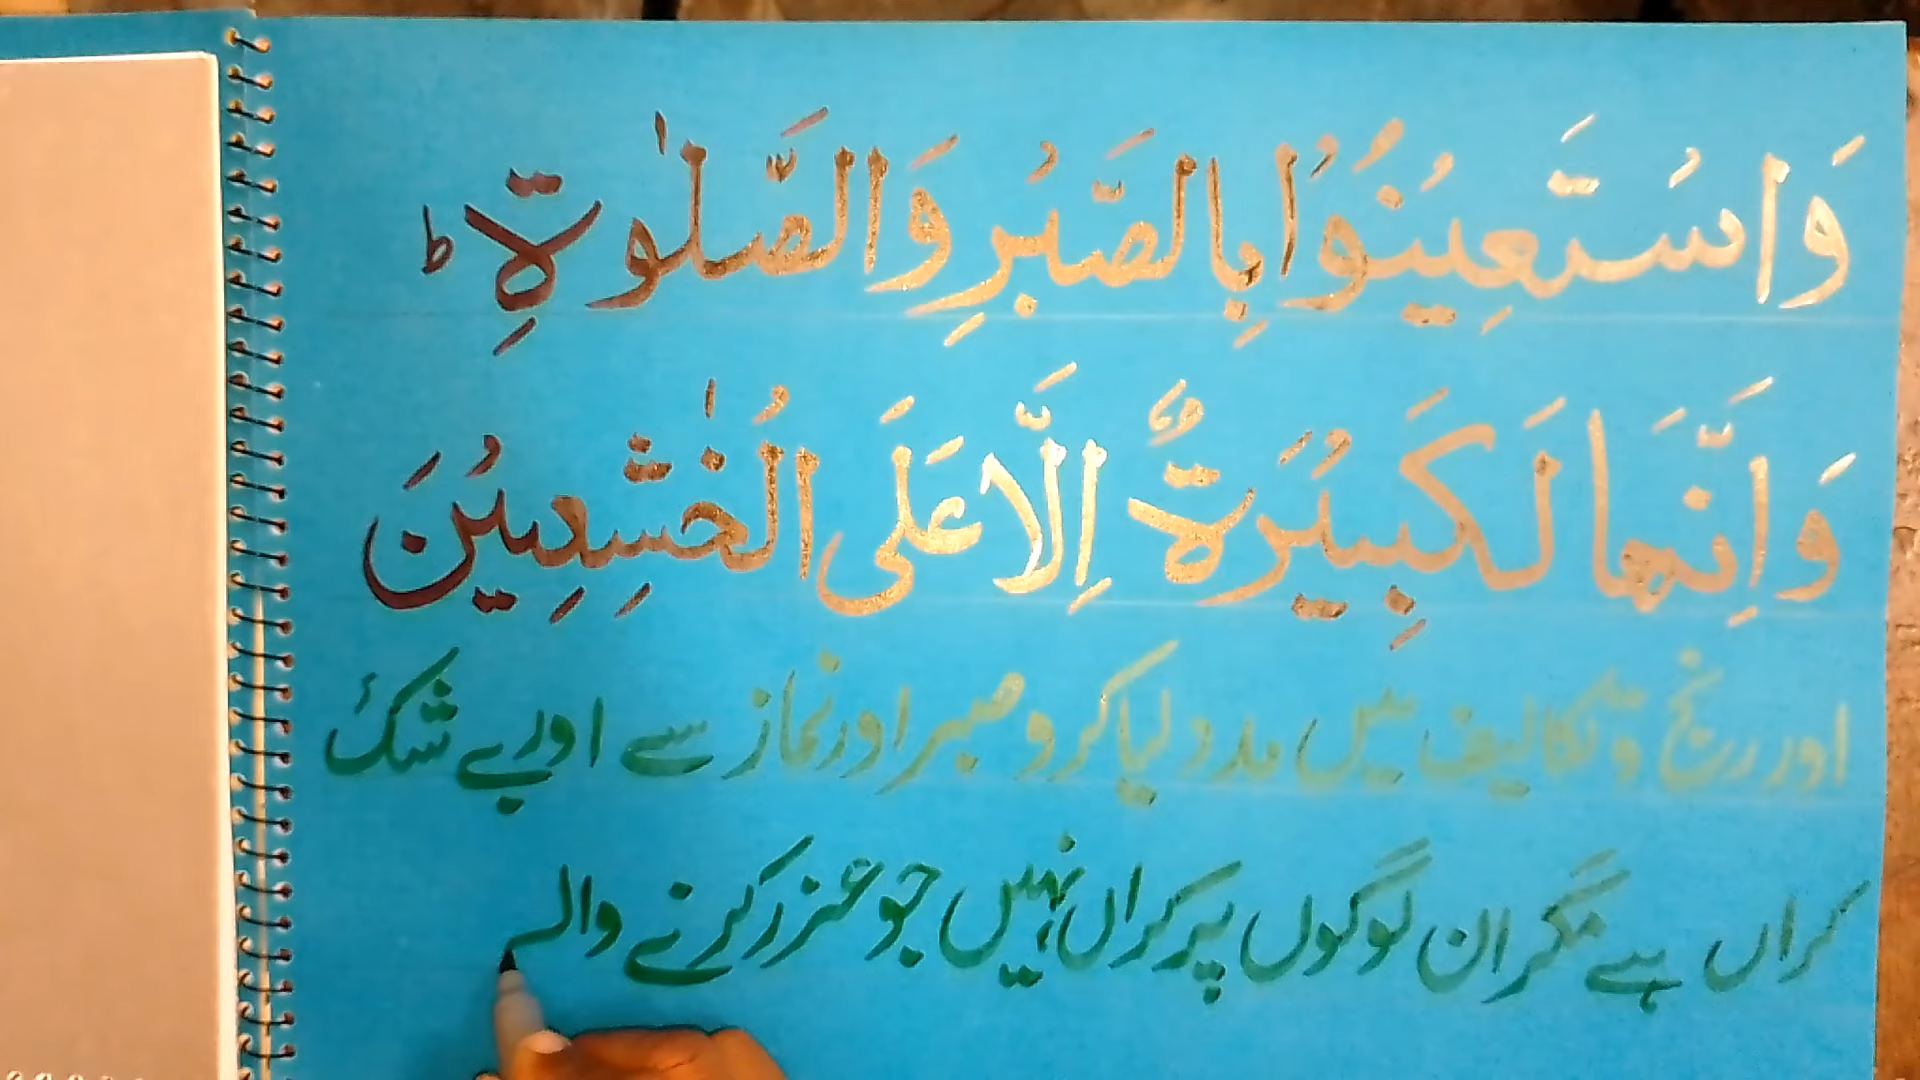 وَاسْتَعِیْنُوْا بِالصَّبْرِ وَالصَّلٰوةِ ؕ
وَاِنَّهَا لَكَبِیْرَةٌ اِلَّا عَلَی الْخٰشِعِیْنَ
اور رنج و تکالیف میں مدد لیا کرو صبر اور نماز سے اور بے شک
گراں ہے مگر ان لوگوں پر گراں نہیں جو عزر کرنے والے